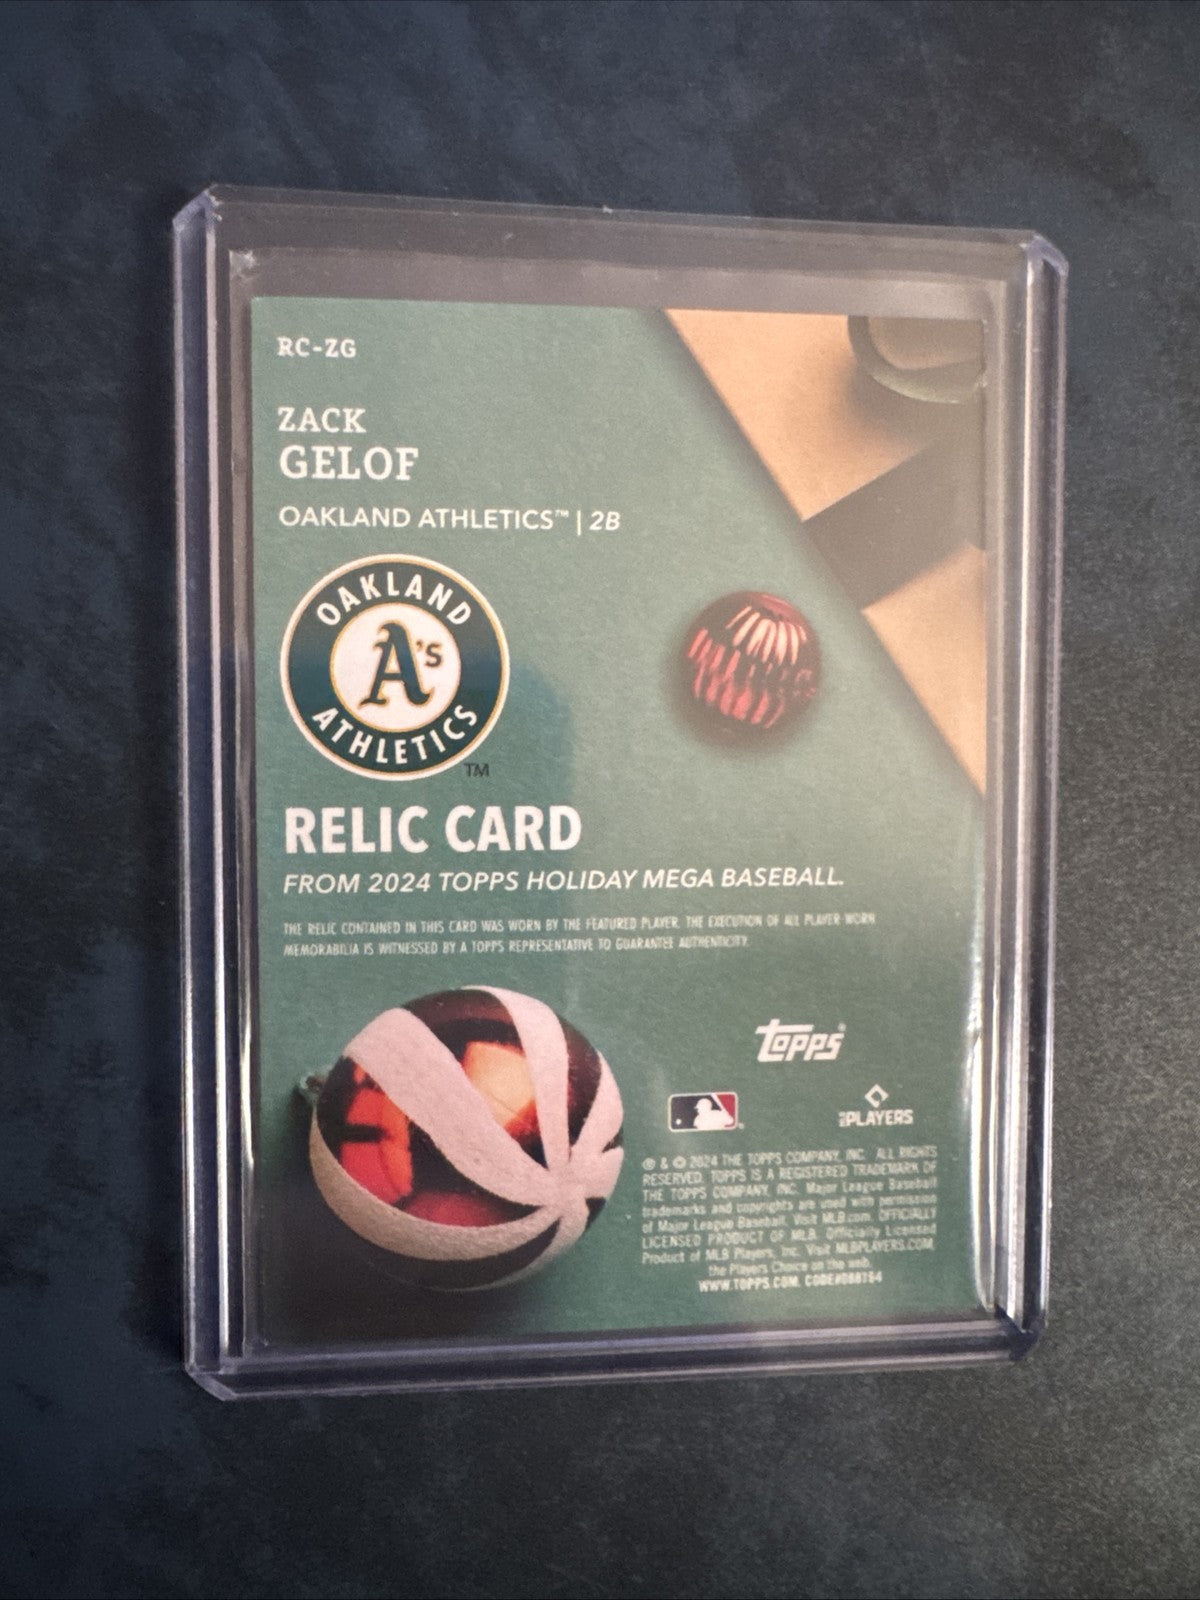 RC-ZG
ZACK
GELOF
OAKLAND ATHLETICS™ | 2B
OAKLAND
A's
ATHLETICS
TM
RELIC CARD
FROM 2024 TOPPS HOLIDAY MEGA BASEBALL.
THE RELIC CONTAINED IN THIS CARD WAS WORN BY THE FEATURED PLAYER. THE EXECUTION OF ALL PLAYER WORN
MEMORABILIA IS WITNESSED BY A TOPPS REPRESENTATIVE TO GUARANTEE AUTHENTICITY.
Topps®
MLB PLAYERS
® & © 2024 THE TOPPS COMPANY, INC. ALL RIGHTS
RESERVED. TOPPS IS A REGISTERED TRADEMARK OF
THE TOPPS COMPANY, INC. Major League Baseball
trademarks and copyrights are used with permission
of Major League Baseball. Visit MLB.com. OFFICIALLY
LICENSED PRODUCT OF MLB. Officially Licensed
Product of MLB Players, Inc. Visit MLBPLAYERS.COM,
the Players Choice on the web.
WWW.TOPPS.COM. CODE#